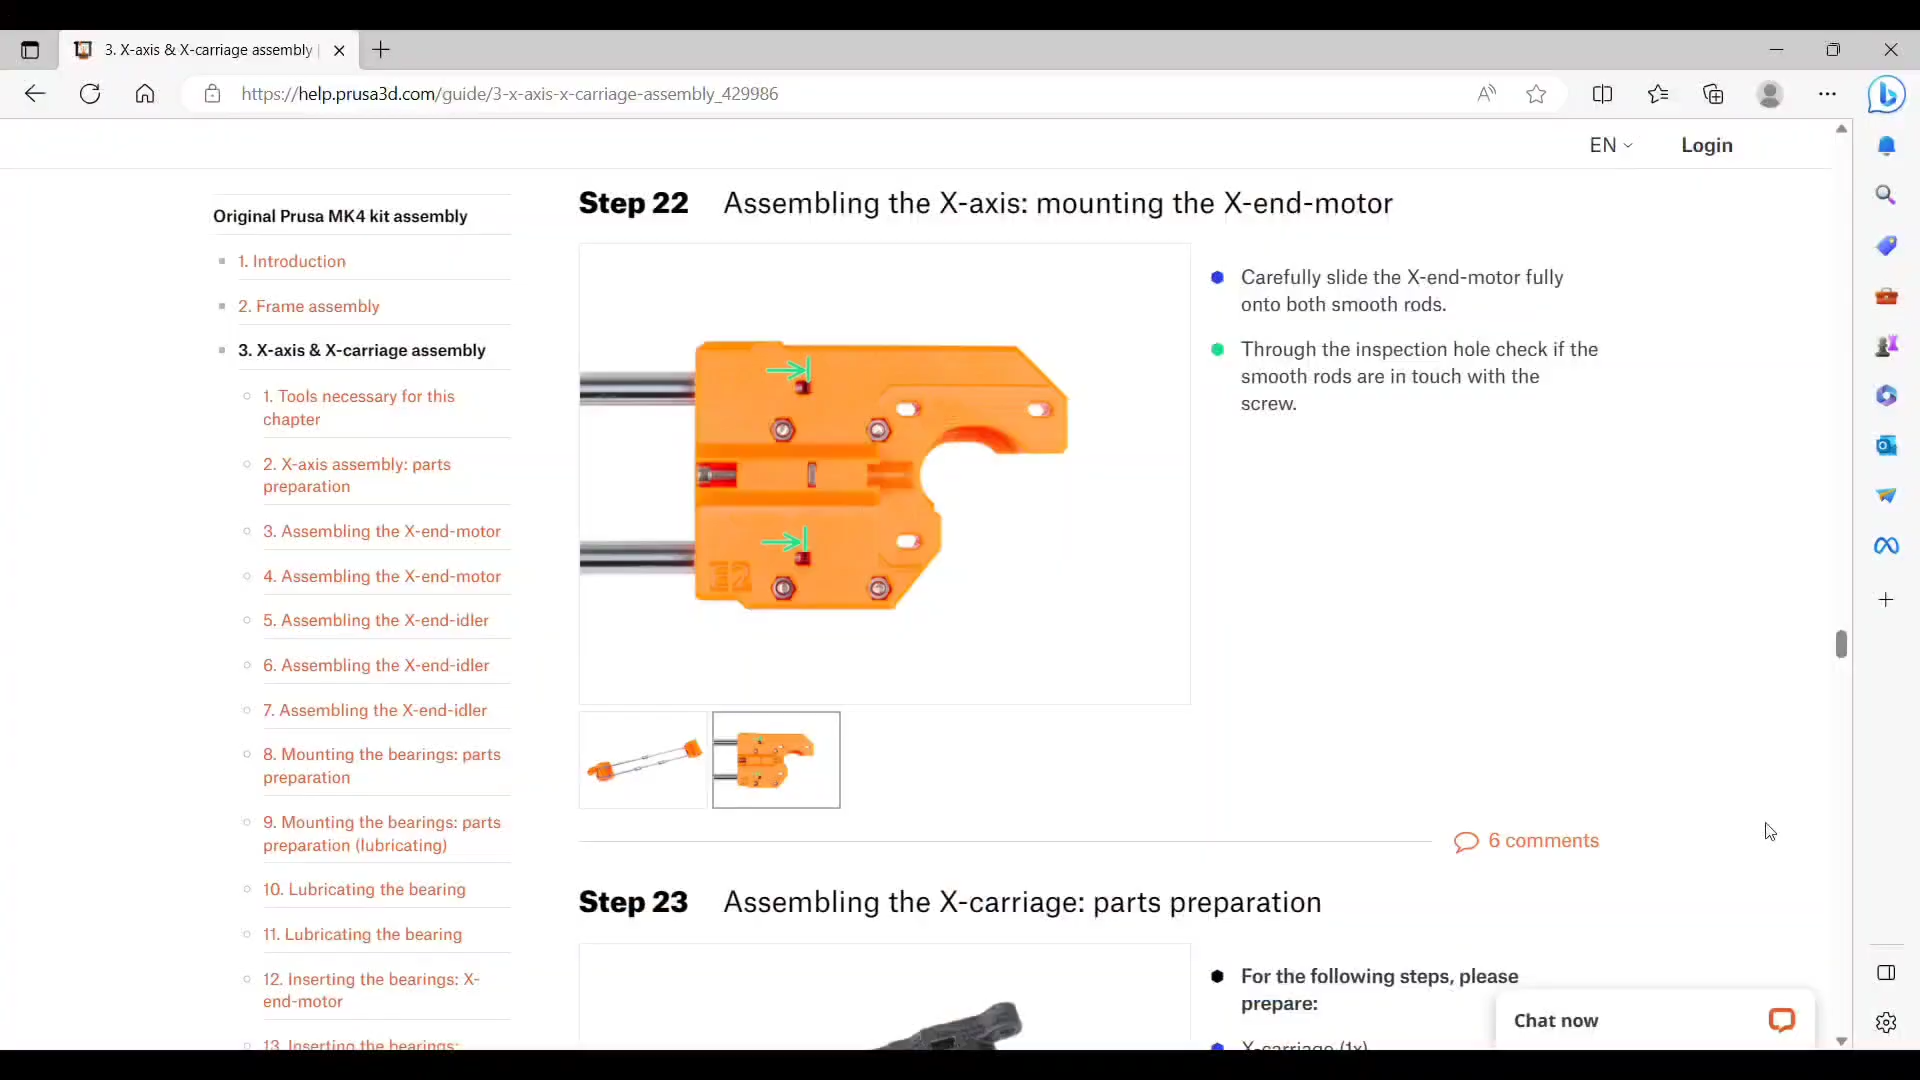 3. X-axis & X-carriage assembly |
https://help.prusa3d.com/guide/3-x-axis-x-carriage-assembly_429986
EN
Login
Original Prusa MK4 kit assembly
1. Introduction
2. Frame assembly
3. X-axis & X-carriage assembly
1. Tools necessary for this
chapter
2. X-axis assembly: parts
preparation
3. Assembling the X-end-motor
4. Assembling the X-end-motor
5. Assembling the X-end-idler
6. Assembling the X-end-idler
7. Assembling the X-end-idler
8. Mounting the bearings: parts
preparation
9. Mounting the bearings: parts
preparation (lubricating)
10. Lubricating the bearing
11. Lubricating the bearing
12. Inserting the bearings: X-
end-motor
13. Inserting the bearings:
Step 22 Assembling the X-axis: mounting the X-end-motor
Carefully slide the X-end-motor fully
onto both smooth rods.
Through the inspection hole check if the
smooth rods are in touch with the
screw.
6 comments
Step 23 Assembling the X-carriage: parts preparation
For the following steps, please
prepare:
X-carriage (1x)
Chat now